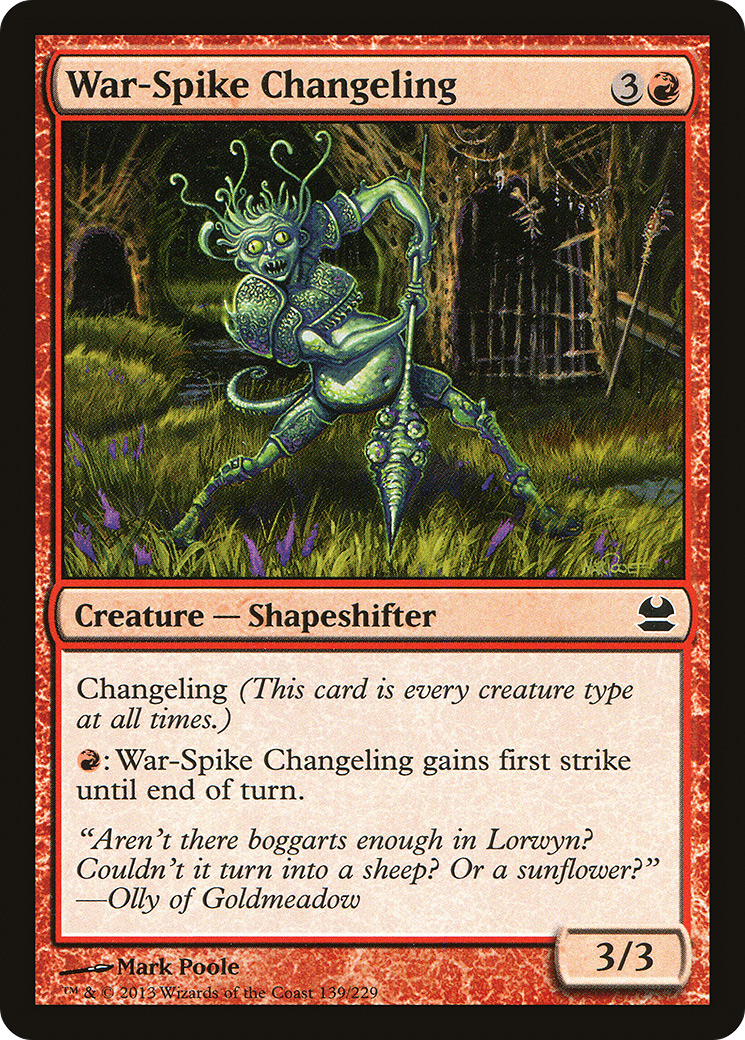 War-Spike Changeling 3
Creature — Shapeshifter
Changeling (This card is every creature type
at all times.)
: War-Spike Changeling gains first strike
until end of turn.
“Aren’t there boggarts enough in Lorwyn?
Couldn’t it turn into a sheep? Or a sunflower?”
—Olly of Goldmeadow
3/3
Mark Poole
™ & © 2013 Wizards of the Coast 139/229